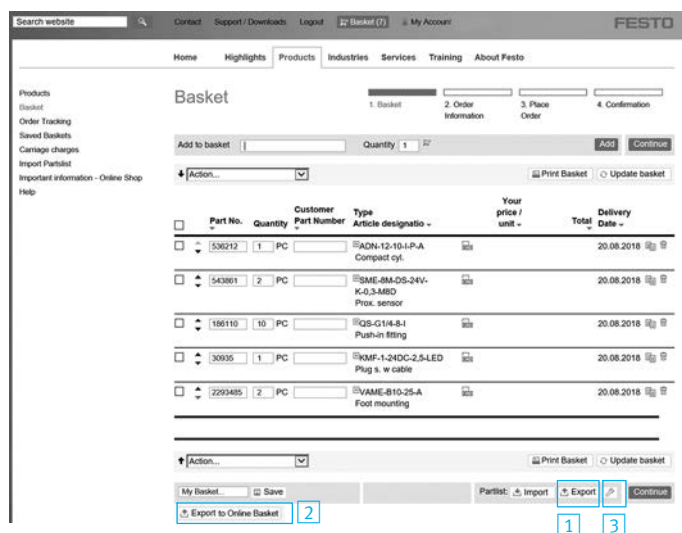 Search website
Contact Support / Downloads Logout Basket (7) My Account
FESTO
Home Highlights Products Industries Services Training About Festo
Products
Basket
Order Tracking
Saved Baskets
Carriage charges
Import Partslist
Important information - Online Shop
Help
Basket
1. Basket
2. Order Information
3. Place Order
4. Confirmation
Add to basket Quantity 1 Add Continue
Action... Print Basket Update basket
Part No. Quantity Customer Part Number Type Article designatio Your price / unit Total Delivery Date
536212 1 PC ADN-12-10-I-P-A 20.08.2018
Compact cyl.
543861 2 PC SME-8M-DS-24V-
K-0,3-M8D 20.08.2018
Prox. sensor
186110 10 PC QS-G1/4-8-I 20.08.2018
Push-in fitting
30935 1 PC KMF-1-24DC-2,5-LED 20.08.2018
Plug s. w cable
2293485 2 PC VAME-B10-25-A 20.08.2018
Foot mounting
Action... Print Basket Update basket
My Basket... Save Partlist: Import Export Continue
Export to Online Basket 2
1 3